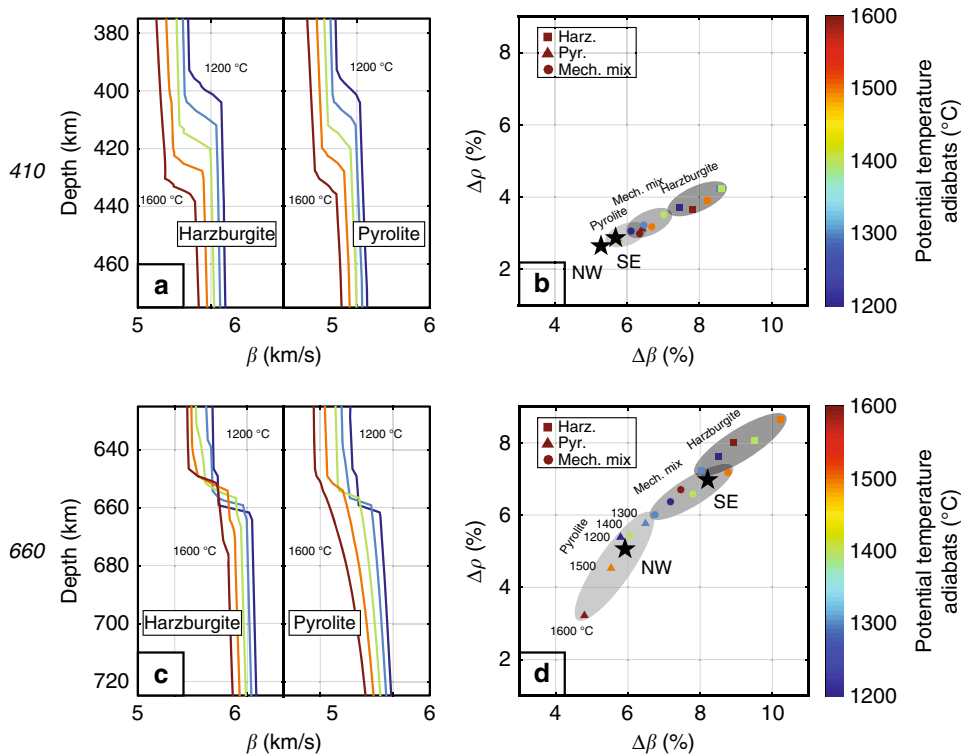 410
Depth (km)
380
400
420
440
460
1200 °C
1600 °C
Harzburgite
a
1200 °C
1600 °C
Pyrolite
5
6
5
6
β (km/s)
Δρ (%)
8
6
4
2
Harz.
Pyr.
Mech. mix
Pyrolite
Mech. mix
Harzburgite
NW
SE
b
4
6
8
10
Δβ (%)
1600
1500
1400
1300
1200
Potential temperature
adiabats (°C)
660
Depth (km)
640
660
680
700
720
1200 °C
1600 °C
Harzburgite
c
1200 °C
1600 °C
Pyrolite
5
6
5
6
β (km/s)
Δρ (%)
8
6
4
2
Harz.
Pyr.
Mech. mix
Harzburgite
Mech. mix
Pyrolite
SE
1300
1400
1200
NW
1500
1600 °C
d
4
6
8
10
Δβ (%)
1600
1500
1400
1300
1200
Potential temperature
adiabats (°C)